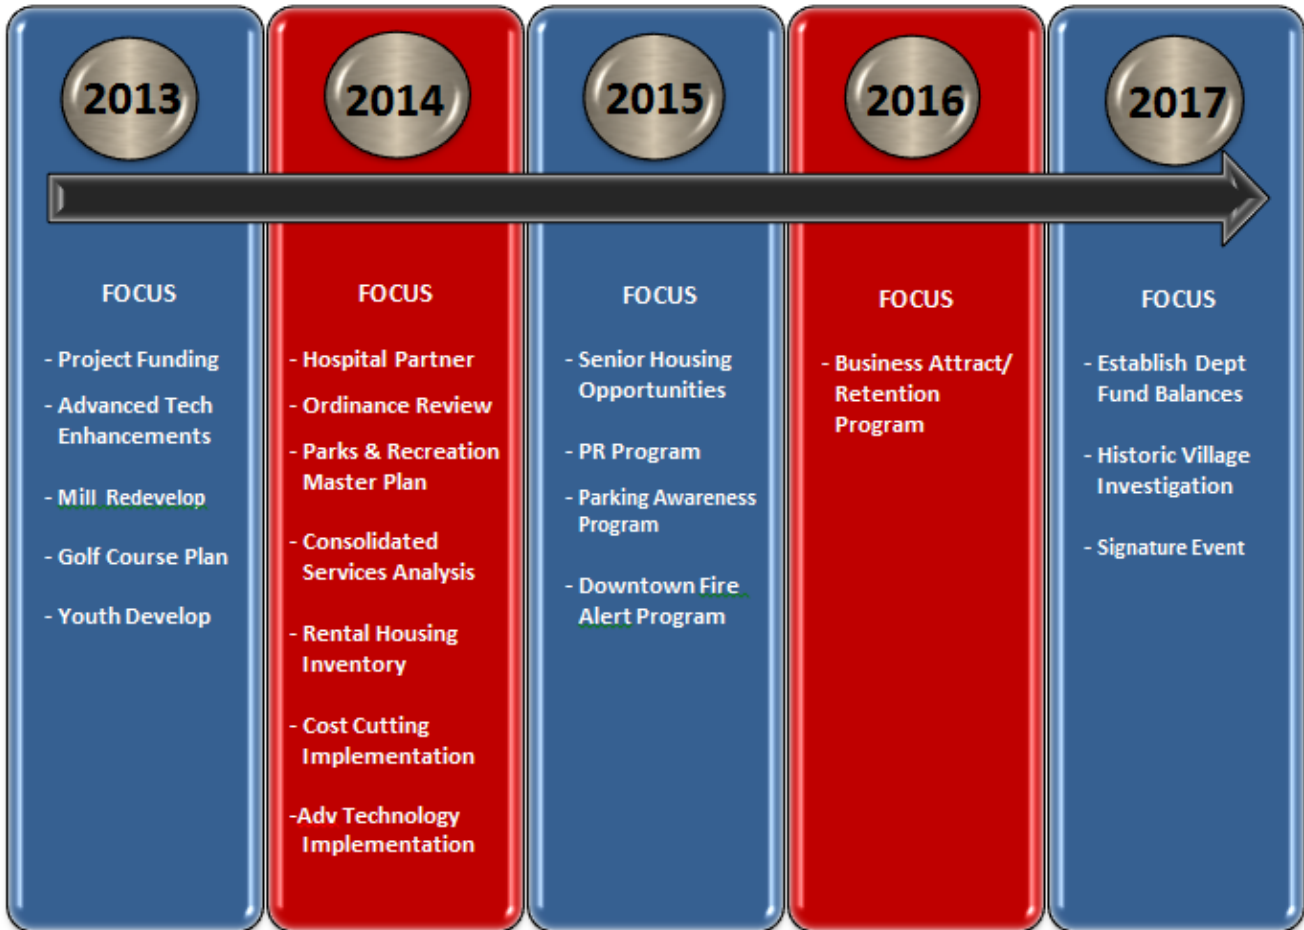 2013
FOCUS
- Project Funding
- Advanced Tech
Enhancements
- Mill Redevelop
- Golf Course Plan
- Youth Develop
2014
FOCUS
- Hospital Partner
- Ordinance Review
- Parks & Recreation
Master Plan
- Consolidated
Services Analysis
- Rental Housing
Inventory
- Cost Cutting
Implementation
-Adv Technology
Implementation
2015
FOCUS
- Senior Housing
Opportunities
- PR Program
- Parking Awareness
Program
- Downtown Fire
Alert Program
2016
FOCUS
- Business Attract/
Retention
Program
2017
FOCUS
- Establish Dept
Fund Balances
- Historic Village
Investigation
- Signature Event